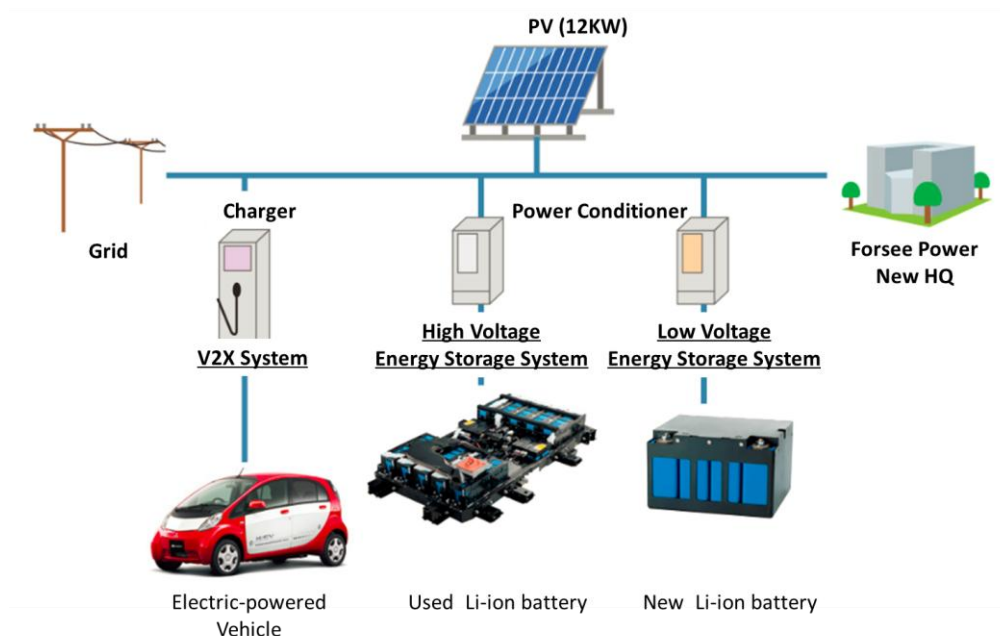 PV (12KW)
Grid
Charger
Power Conditioner
Forsee Power
New HQ
V2X System
High Voltage
Energy Storage System
Low Voltage
Energy Storage System
Electric-powered
Vehicle
Used Li-ion battery
New Li-ion battery